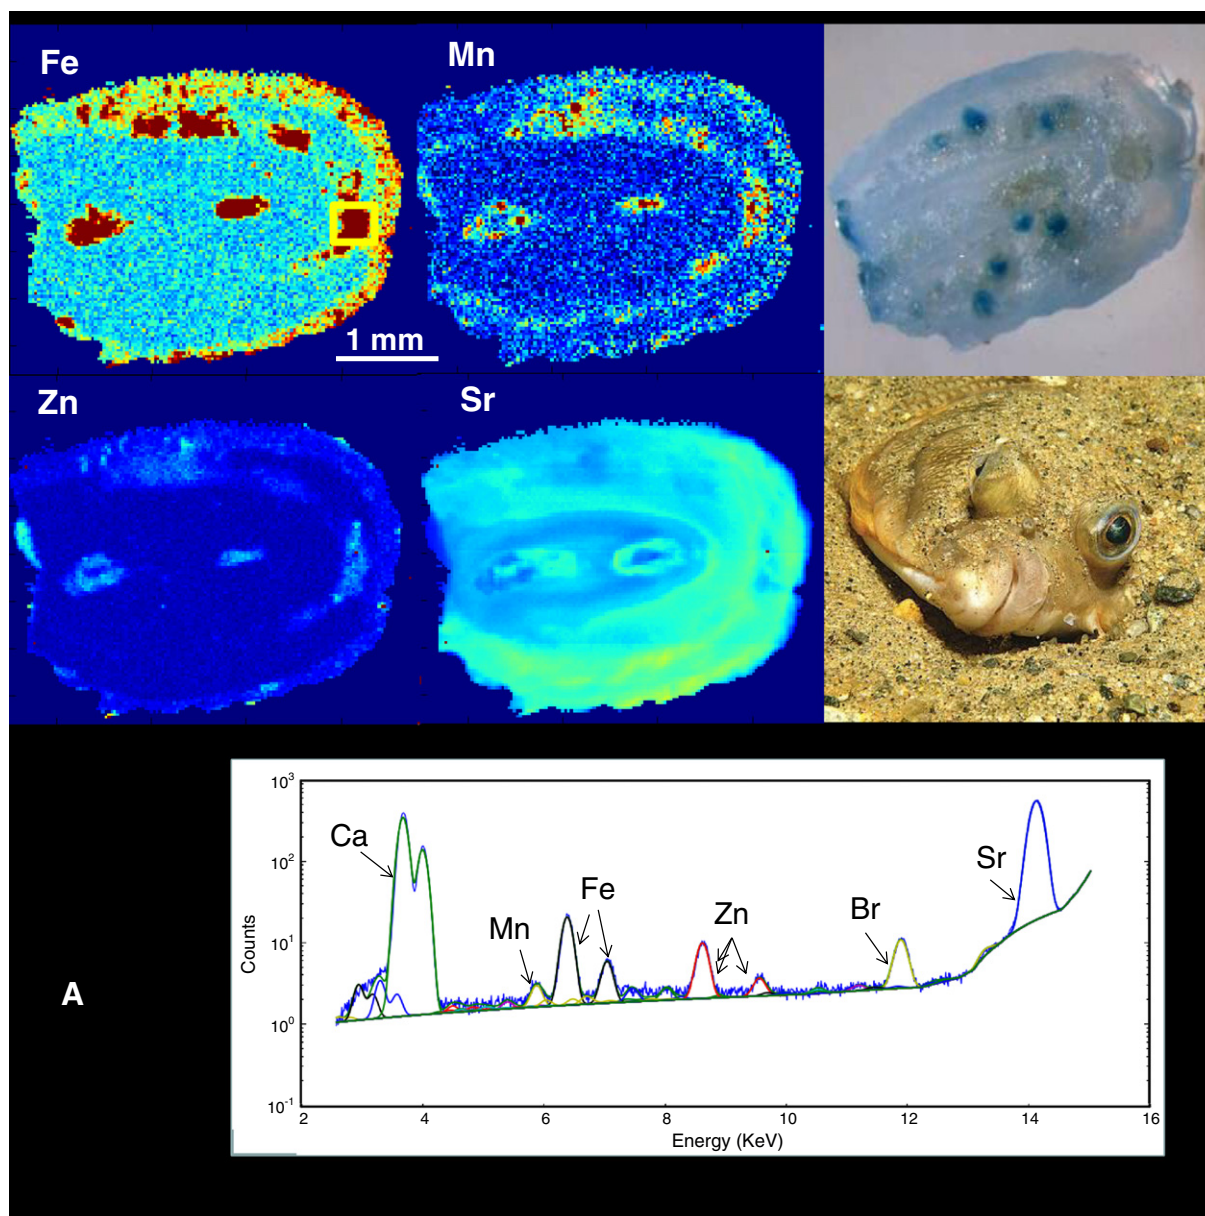 Fe
Mn
1 mm
Zn
Sr
A
10³
10²
10¹
10⁰
10⁻¹
Counts
Ca
Mn
Fe
Zn
Br
Sr
2 4 6 8 10 12 14 16
Energy (KeV)